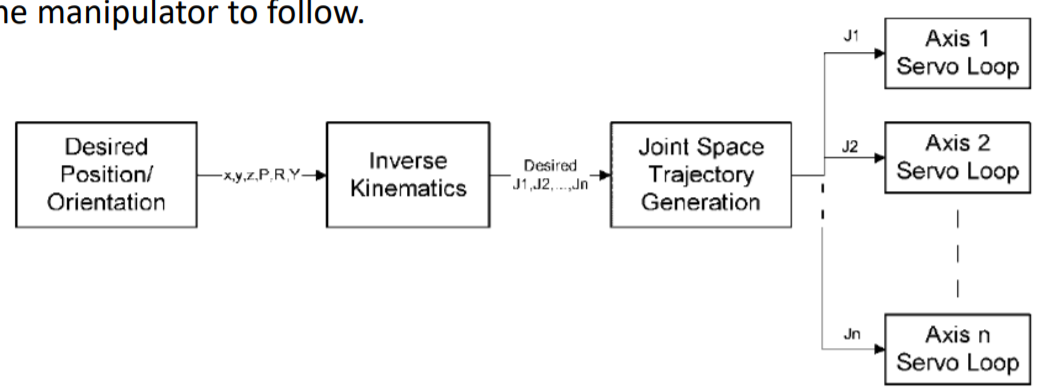 he manipulator to follow.
J1
Axis 1
Servo Loop
Desired
Position/
Orientation
x,y,z,P,R,Y
Inverse
Kinematics
Desired
J1,J2,...,Jn
Joint Space
Trajectory
Generation
J2
Axis 2
Servo Loop
Jn
Axis n
Servo Loop